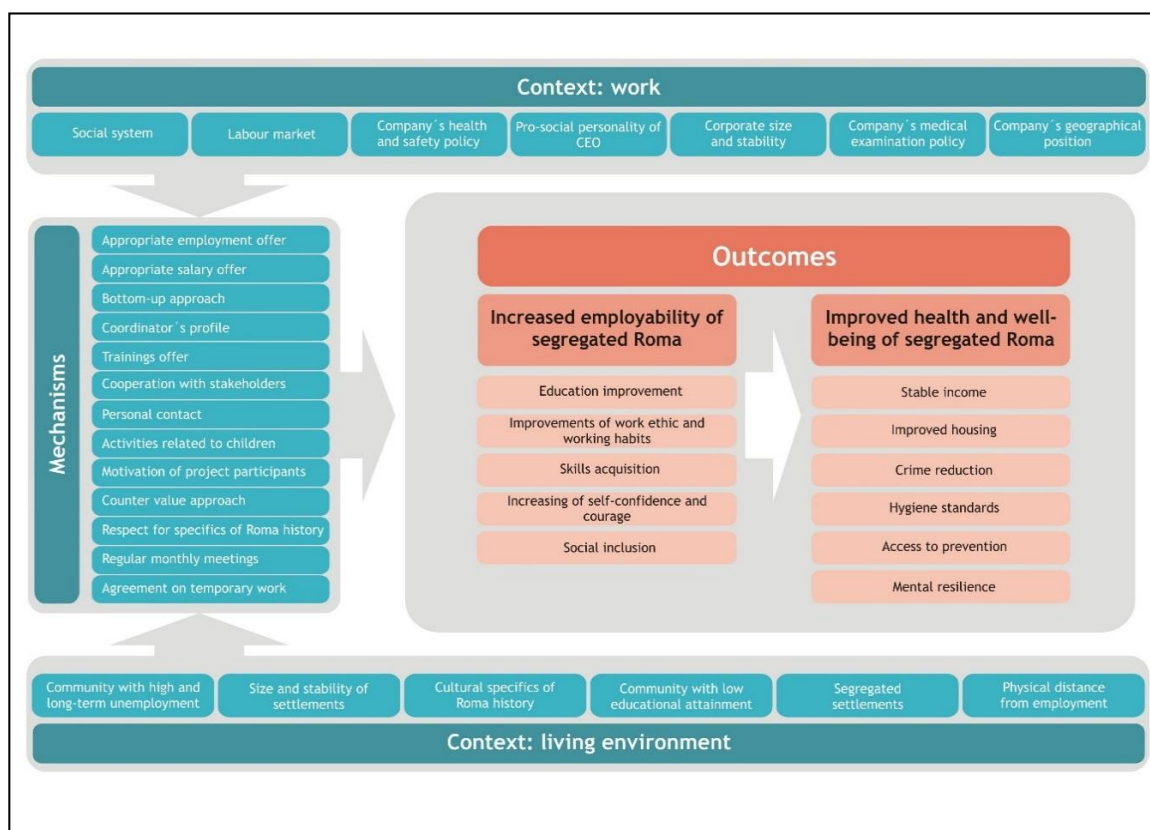 Context: work
Social system
Labour market
Company´s health
and safety policy
Pro-social personality of
CEO
Corporate size
and stability
Company´s medical
examination policy
Company´s geographical
position
Mechanisms
Appropriate employment offer
Appropriate salary offer
Bottom-up approach
Coordinator´s profile
Trainings offer
Cooperation with stakeholders
Personal contact
Activities related to children
Motivation of project participants
Counter value approach
Respect for specifics of Roma history
Regular monthly meetings
Agreement on temporary work
Outcomes
Increased employability of
segregated Roma
Education improvement
Improvements of work ethic and
working habits
Skills acquisition
Increasing of self-confidence and
courage
Social inclusion
Improved health and well-
being of segregated Roma
Stable income
Improved housing
Crime reduction
Hygiene standards
Access to prevention
Mental resilience
Community with high and
long-term unemployment
Size and stability of
settlements
Cultural specifics of
Roma history
Community with low
educational attainment
Segregated
settlements
Physical distance
from employment
Context: living environment